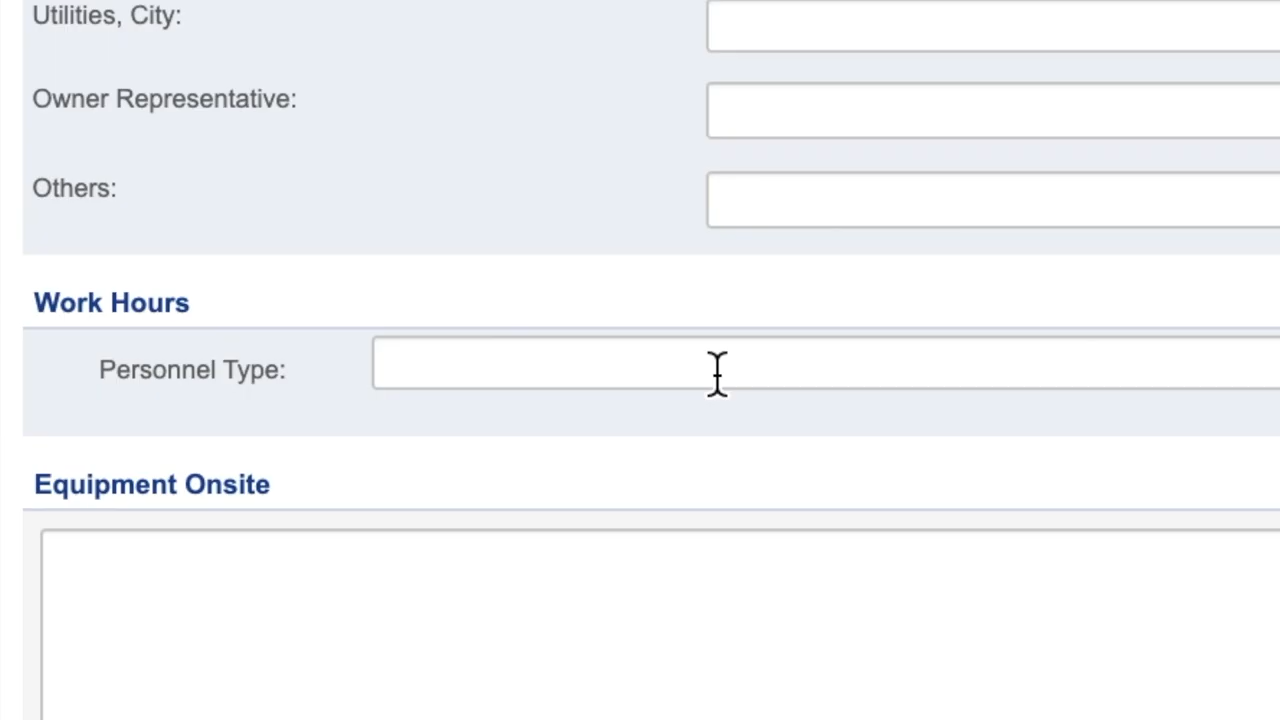 Utilities, City:
Owner Representative:
Others:
Work Hours
Personnel Type:
Equipment Onsite